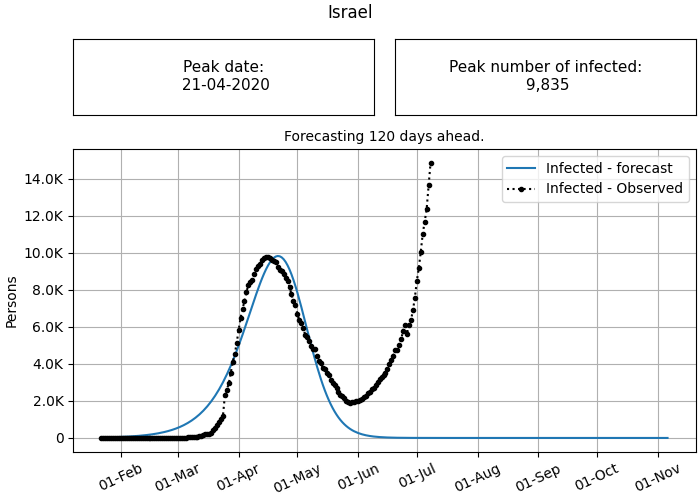 Israel
Peak date:
21-04-2020
Peak number of infected:
9,835
Forecasting 120 days ahead.
Infected - forecast
Infected - Observed
14.0K
12.0K
10.0K
8.0K
6.0K
4.0K
2.0K
0
Persons
01-Feb
01-Mar
01-Apr
01-May
01-Jun
01-Jul
01-Aug
01-Sep
01-Oct
01-Nov